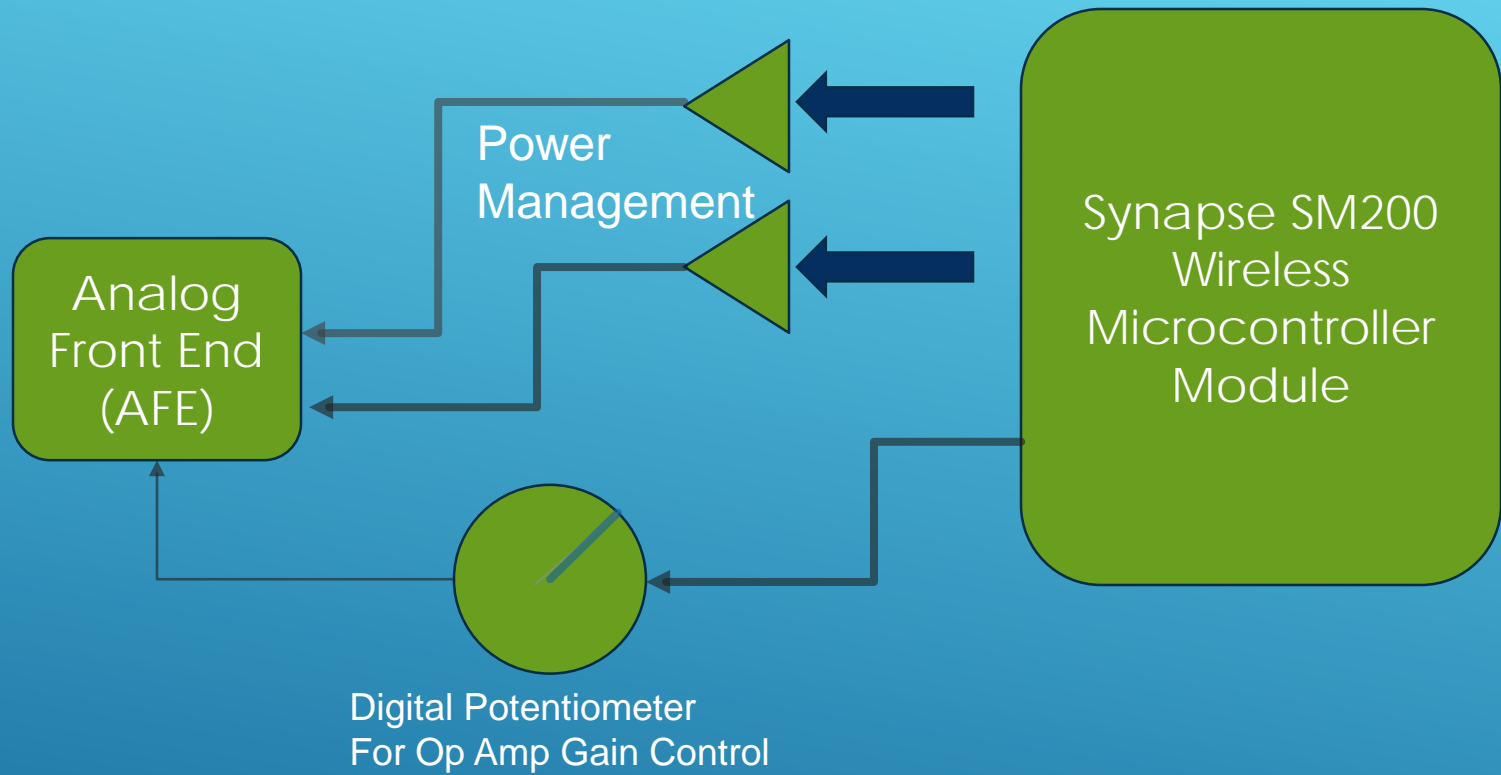 Power
Management
Synapse SM200
Wireless
Microcontroller
Module
Analog
Front End
(AFE)
Digital Potentiometer
For Op Amp Gain Control